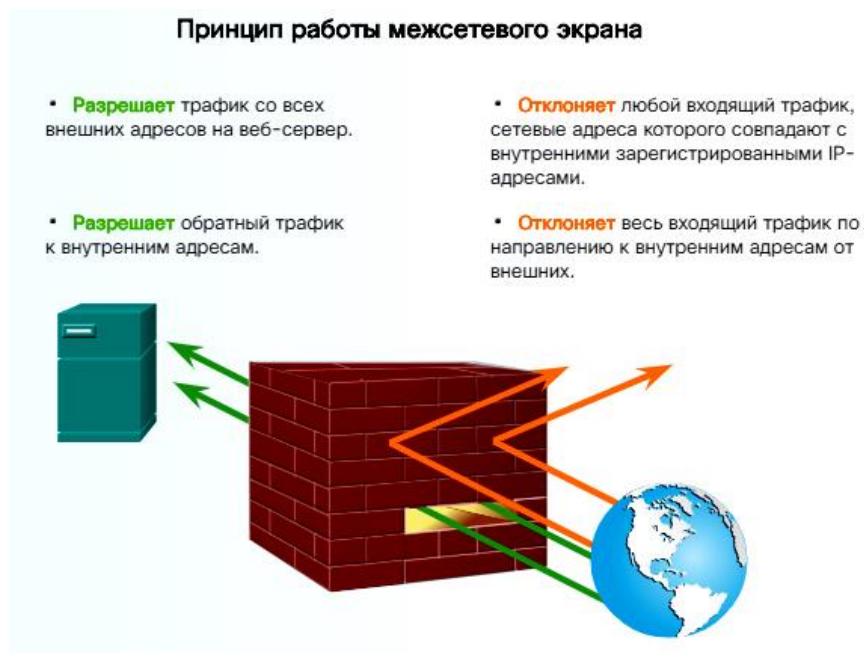 Принцип работы межсетевого экрана
• Разрешает трафик со всех
внешних адресов на веб-сервер.
• Разрешает обратный трафик
к внутренним адресам.
• Отклоняет любой входящий трафик,
сетевые адреса которого совпадают с
внутренними зарегистрированными IP-
адресами.
• Отклоняет весь входящий трафик по
направлению к внутренним адресам от
внешних.